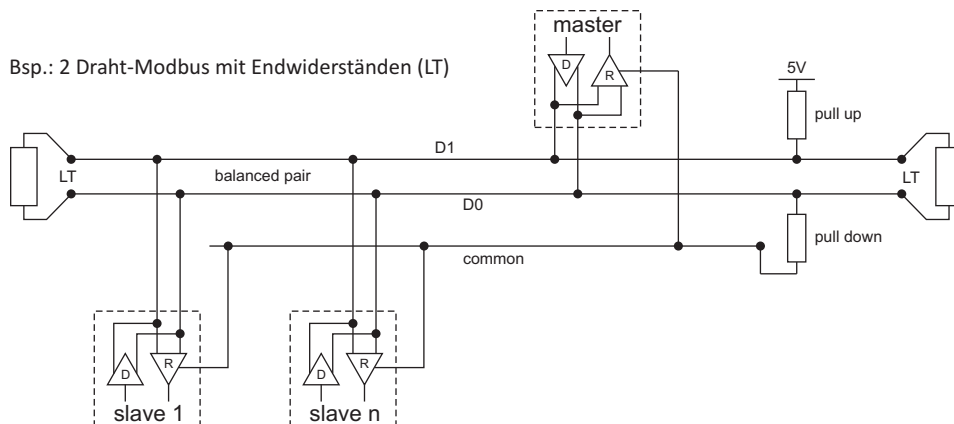 master
Bsp.: 2 Draht-Modbus mit Endwiderständen (LT)
D
R
5V
pull up
D1
LT
balanced pair
LT
D0
pull down
common
D
R
D
R
slave 1
slave n